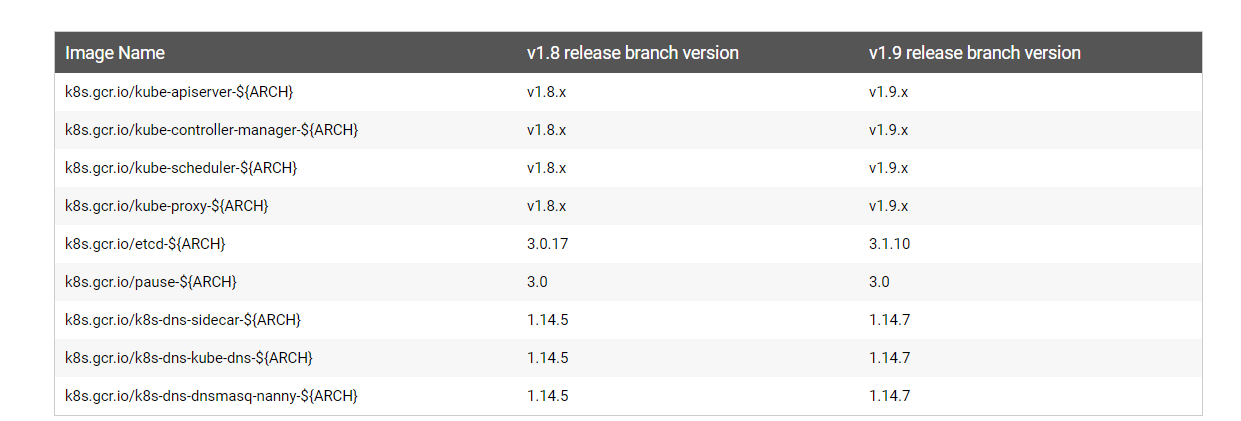 Image Name v1.8 release branch version v1.9 release branch version
k8s.gcr.io/kube-apiserver-${ARCH} v1.8.x v1.9.x
k8s.gcr.io/kube-controller-manager-${ARCH} v1.8.x v1.9.x
k8s.gcr.io/kube-scheduler-${ARCH} v1.8.x v1.9.x
k8s.gcr.io/kube-proxy-${ARCH} v1.8.x v1.9.x
k8s.gcr.io/etcd-${ARCH} 3.0.17 3.1.10
k8s.gcr.io/pause-${ARCH} 3.0 3.0
k8s.gcr.io/k8s-dns-sidecar-${ARCH} 1.14.5 1.14.7
k8s.gcr.io/k8s-dns-kube-dns-${ARCH} 1.14.5 1.14.7
k8s.gcr.io/k8s-dns-dnsmasq-nanny-${ARCH} 1.14.5 1.14.7